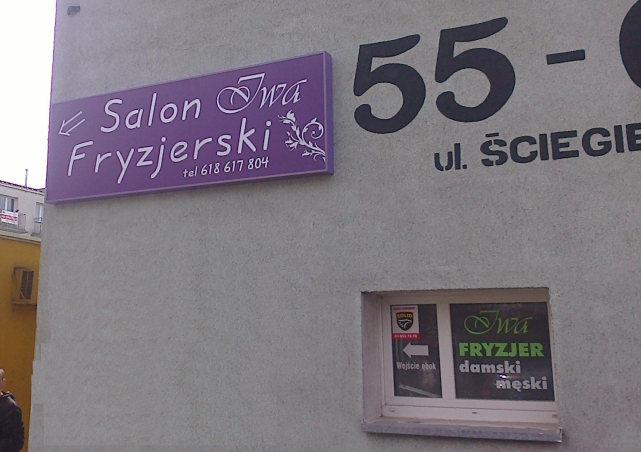 Salon Iwa
Fryzjerski
tel 618 617 804
55-
ul. ŚCIEGIE
Wejście obok
Iwa
FRYZJER
damski
męski